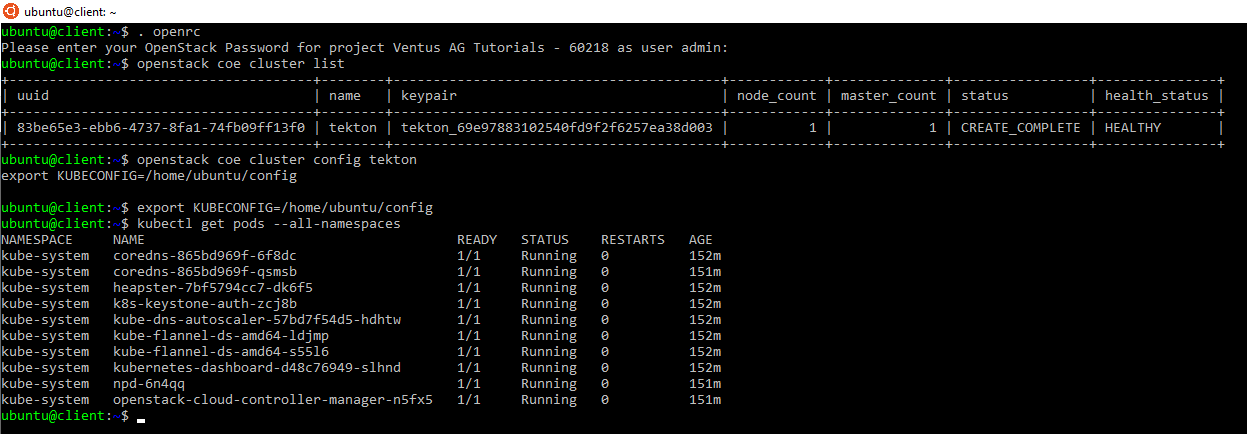 ubuntu@client: ~
ubuntu@client:~$ . openrc
Please enter your OpenStack Password for project Ventus AG Tutorials - 60218 as user admin:
ubuntu@client:~$ openstack coe cluster list
+--------------------------------------+--------+-----------------------------------------+------------+--------------+-----------------+---------------+
| uuid                                 | name   | keypair                                 | node_count | master_count | status          | health_status |
+--------------------------------------+--------+-----------------------------------------+------------+--------------+-----------------+---------------+
| 83be65e3-ebb6-4737-8fa1-74fb09ff13f0 | tekton | tekton_69e97883102540fd9f2f6257ea38d003 |          1 |            1 | CREATE_COMPLETE | HEALTHY       |
+--------------------------------------+--------+-----------------------------------------+------------+--------------+-----------------+---------------+
ubuntu@client:~$ openstack coe cluster config tekton
export KUBECONFIG=/home/ubuntu/config
ubuntu@client:~$ export KUBECONFIG=/home/ubuntu/config
ubuntu@client:~$ kubectl get pods --all-namespaces
NAMESPACE     NAME                                       READY   STATUS    RESTARTS   AGE
kube-system   coredns-865bd969f-6f8dc                    1/1     Running   0          152m
kube-system   coredns-865bd969f-qsmsb                    1/1     Running   0          151m
kube-system   heapster-7bf5794cc7-dk6f5                  1/1     Running   0          152m
kube-system   k8s-keystone-auth-zcj8b                    1/1     Running   0          152m
kube-system   kube-dns-autoscaler-57bd7f54d5-hdhtw       1/1     Running   0          152m
kube-system   kube-flannel-ds-amd64-ldjmp                1/1     Running   0          152m
kube-system   kube-flannel-ds-amd64-s55l6                1/1     Running   0          152m
kube-system   kubernetes-dashboard-d48c76949-slhnd       1/1     Running   0          152m
kube-system   npd-6n4qq                                  1/1     Running   0          151m
kube-system   openstack-cloud-controller-manager-n5fx5   1/1     Running   0          151m
ubuntu@client:~$